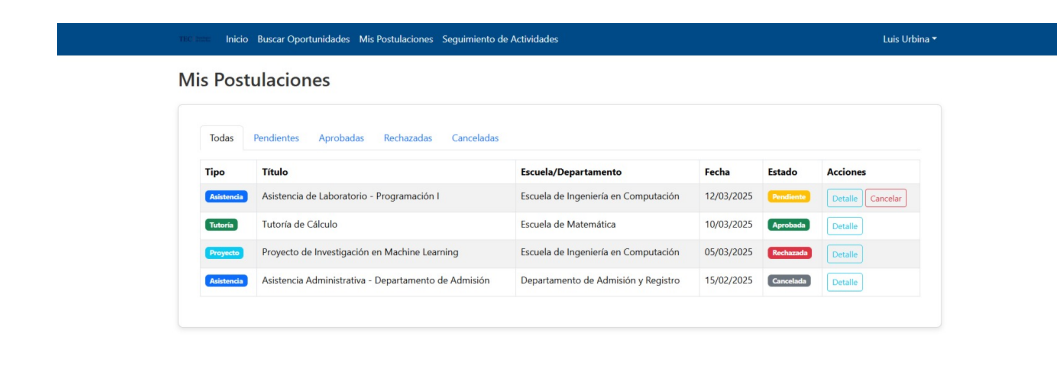 Inicio Buscar Oportunidades Mis Postulaciones Seguimiento de Actividades Luis Urbina
Mis Postulaciones
Todas Pendientes Aprobadas Rechazadas Canceladas
Tipo Título Escuela/Departamento Fecha Estado Acciones
Asistencia Asistencia de Laboratorio - Programación I Escuela de Ingeniería en Computación 12/03/2025 Pendiente Detalle Cancelar
Tutoría Tutoría de Cálculo Escuela de Matemática 10/03/2025 Aprobada Detalle
Proyecto Proyecto de Investigación en Machine Learning Escuela de Ingeniería en Computación 05/03/2025 Rechazada Detalle
Asistencia Asistencia Administrativa - Departamento de Admisión Departamento de Admisión y Registro 15/02/2025 Cancelada Detalle